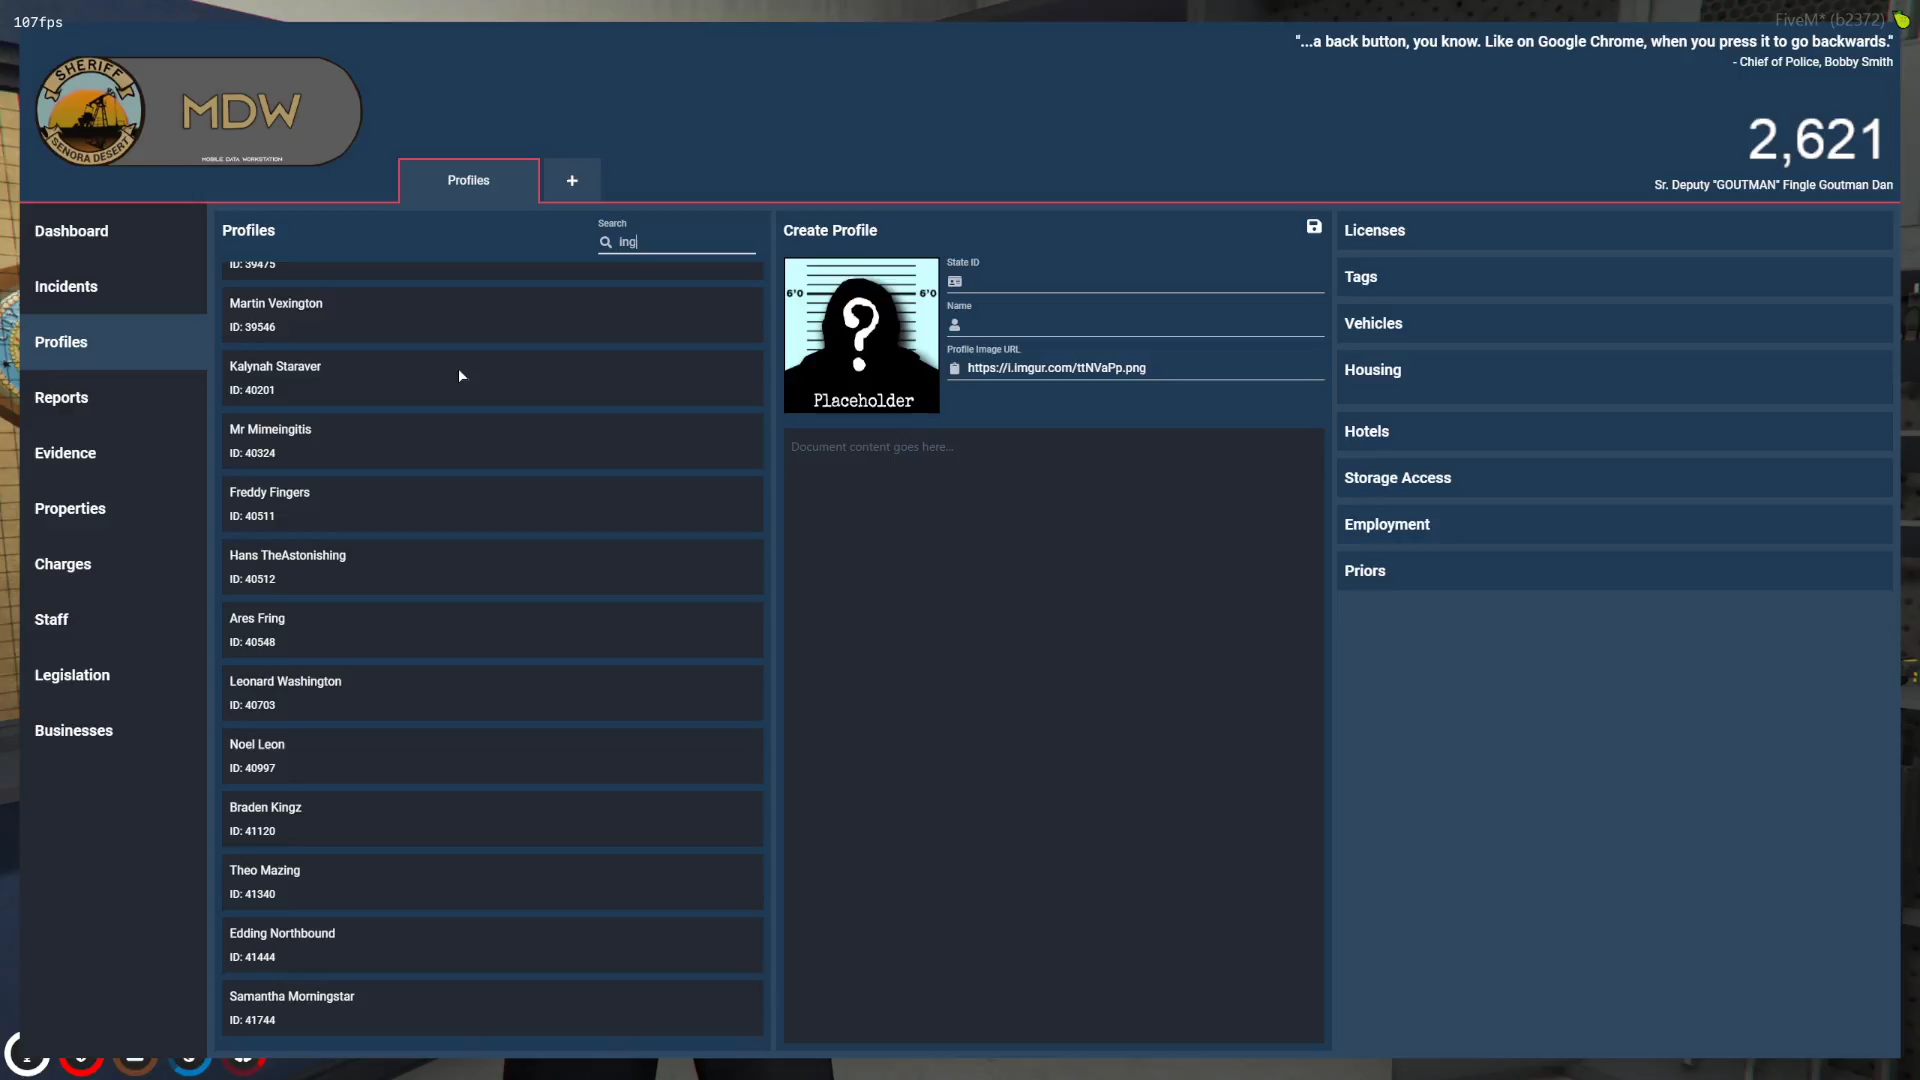 107fps
FiveM* (b2372)
"...a back button, you know. Like on Google Chrome, when you press it to go backwards."
- Chief of Police, Bobby Smith
SHERIFF
SENORA DESERT
MDW
MOBILE DATA WORKSTATION
2,621
Sr. Deputy "GOUTMAN" Fingle Goutman Dan
Profiles
+
Dashboard
Incidents
Profiles
Reports
Evidence
Properties
Charges
Staff
Legislation
Businesses
Profiles
Search
ing
ID: 39475
Martin Vexington
ID: 39546
Kalynah Staraver
ID: 40201
Mr Mimeingitis
ID: 40324
Freddy Fingers
ID: 40511
Hans TheAstonishing
ID: 40512
Ares Fring
ID: 40548
Leonard Washington
ID: 40703
Noel Leon
ID: 40997
Braden Kingz
ID: 41120
Theo Mazing
ID: 41340
Edding Northbound
ID: 41444
Samantha Morningstar
ID: 41744
Create Profile
6'0 6'0
?
Placeholder
State ID
Name
Profile Image URL
https://i.imgur.com/ttNVaPp.png
Document content goes here...
Licenses
Tags
Vehicles
Housing
Hotels
Storage Access
Employment
Priors